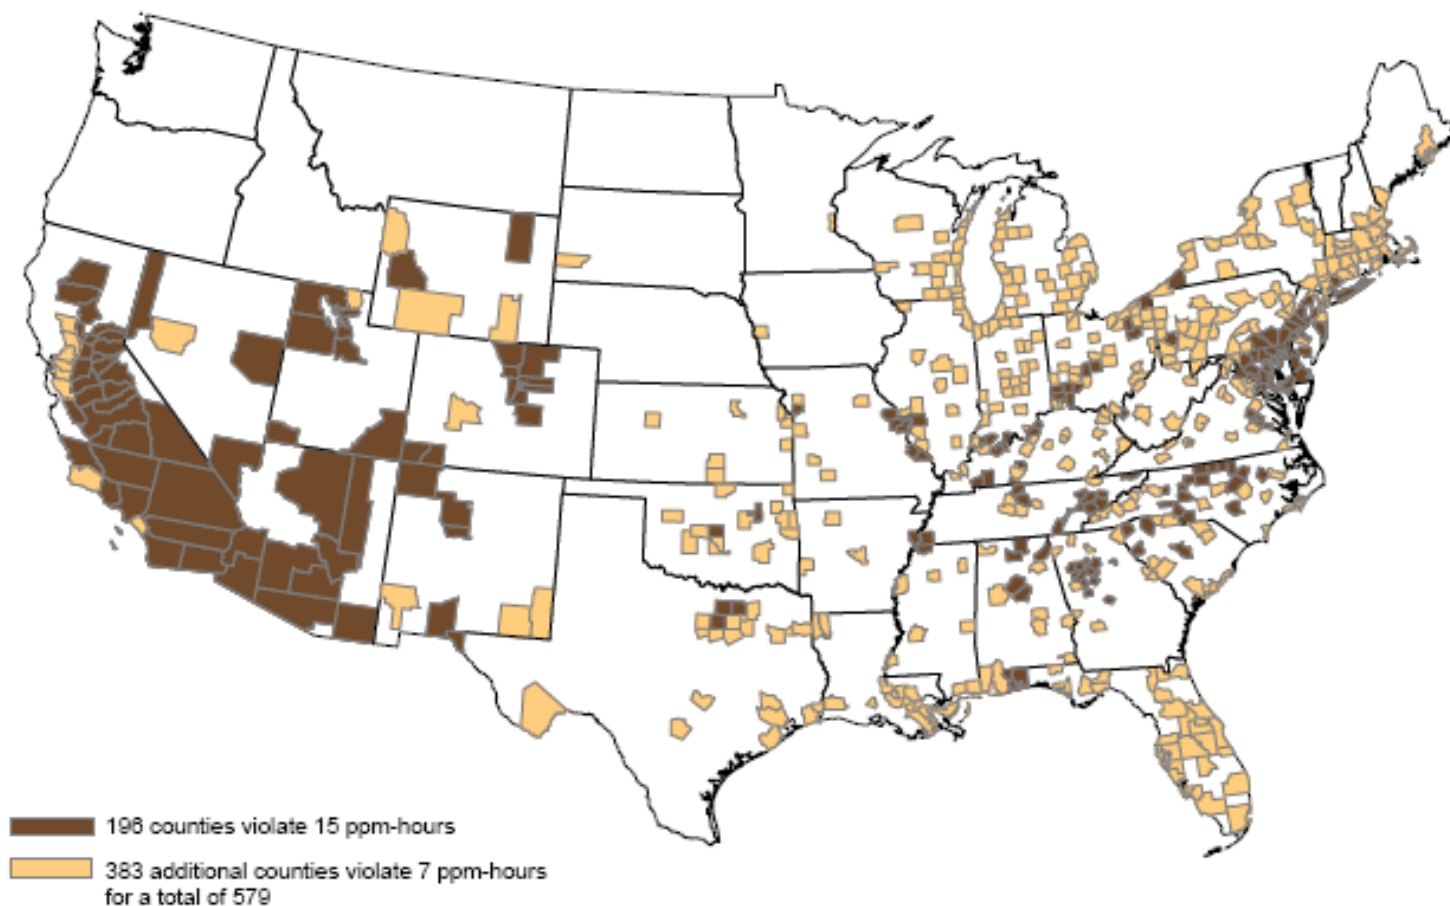 196 counties violate 15 ppm-hours
383 additional counties violate 7 ppm-hours
for a total of 579